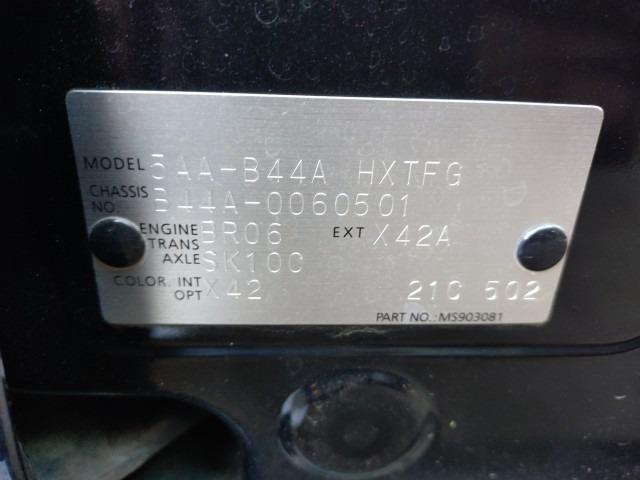 MODEL 5AA-B44A HXTFG
CHASSIS NO. B44A-0060501
ENGINE BR06 EXT X42A
TRANS AXLE SK10C
COLOR. INT OPT X42 21C 502
PART NO.: MS903081